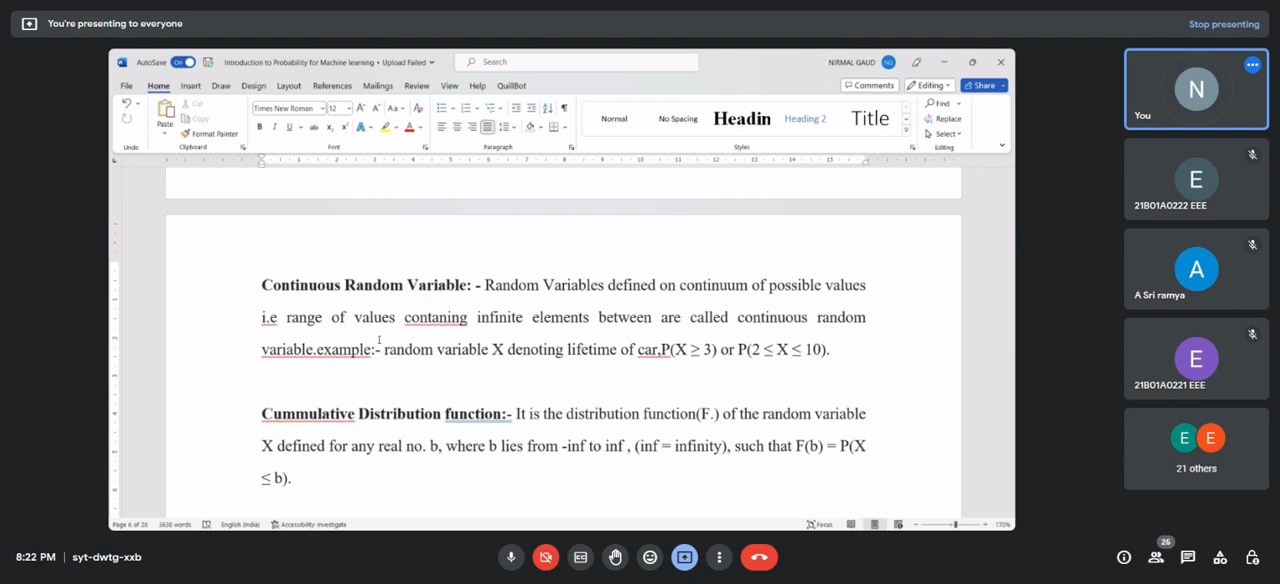 You're presenting to everyone
Stop presenting
AutoSave On Introduction to Probability for Machine learning • Upload Failed Search NIRMAL GAUD NG
File Home Insert Draw Design Layout References Mailings Review View Help QuillBot Comments Editing Share
Times New Roman 12
Paste Cut Copy Format Painter
Normal No Spacing Headin Heading 2 Title
Find Replace Select
Undo Clipboard Font Paragraph Styles Editing
Continuous Random Variable: - Random Variables defined on continuum of possible values
i.e range of values contaning infinite elements between are called continuous random
variable.example:- random variable X denoting lifetime of car,P(X ≥ 3) or P(2 ≤ X ≤ 10).
Cummulative Distribution function:- It is the distribution function(F.) of the random variable
X defined for any real no. b, where b lies from -inf to inf , (inf = infinity), such that F(b) = P(X
≤ b).
Page 6 of 28 3638 words English (India) Accessibility: Investigate Focus 170%
N
You
E
21B01A0222 EEE
A
A Sri ramya
E
21B01A0221 EEE
E E
21 others
8:22 PM | syt-dwtg-xxb
25